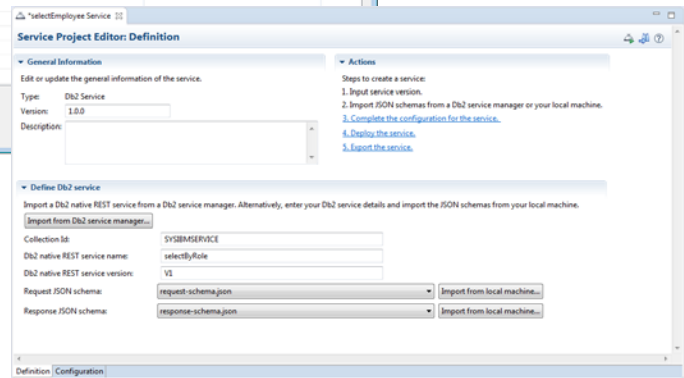 *selectEmployee Service
Service Project Editor: Definition
General Information
Edit or update the general information of the service.
Type: Db2 Service
Version: 1.0.0
Description:
Actions
Steps to create a service:
1. Input service version.
2. Import JSON schemas from a Db2 service manager or your local machine.
3. Complete the configuration for the service.
4. Deploy the service.
5. Export the service.
Define Db2 service
Import a Db2 native REST service from a Db2 service manager. Alternatively, enter your Db2 service details and import the JSON schemas from your local machine.
Import from Db2 service manager...
Collection Id: SYSIBMSERVICE
Db2 native REST service name: selectByRole
Db2 native REST service version: V1
Request JSON schema: request-schema.json Import from local machine...
Response JSON schema: response-schema.json Import from local machine...
Definition Configuration